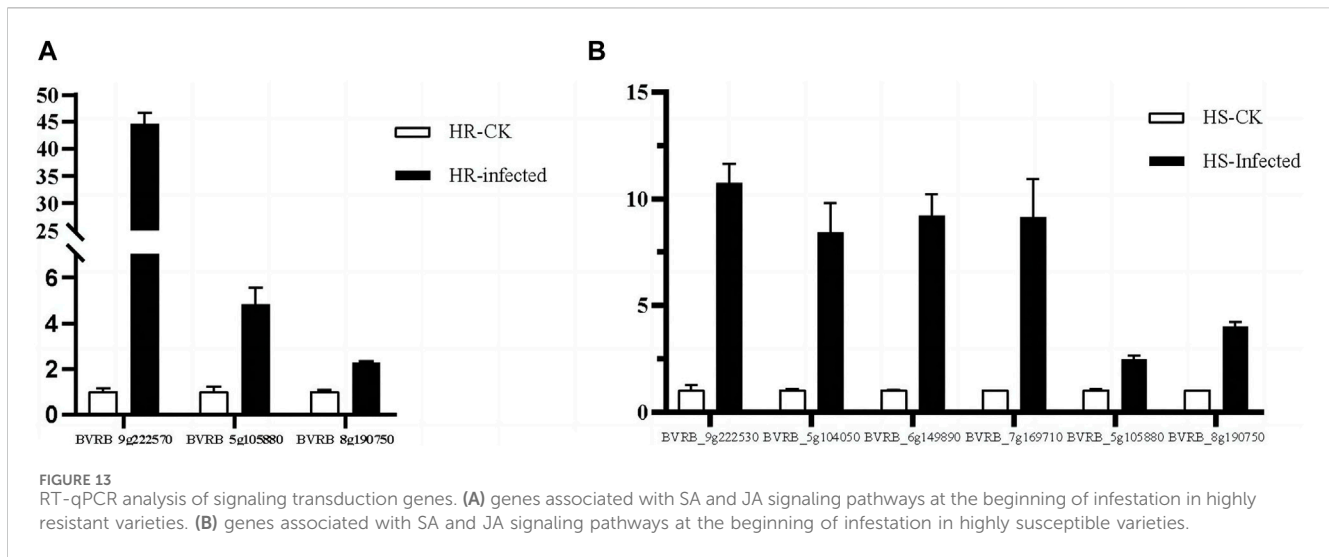 A
50
45
40
35
30
25
6
4
2
0
HR-CK
HR-infected
BVRB_9g222570 BVRB_5g105880 BVRB_8g190750
B
15
10
5
0
HS-CK
HS-Infected
BVRB_9g222530 BVRB_5g104050 BVRB_6g149890 BVRB_7g169710 BVRB_5g105880 BVRB_8g190750
FIGURE 13
RT-qPCR analysis of signaling transduction genes. (A) genes associated with SA and JA signaling pathways at the beginning of infestation in highly
resistant varieties. (B) genes associated with SA and JA signaling pathways at the beginning of infestation in highly susceptible varieties.